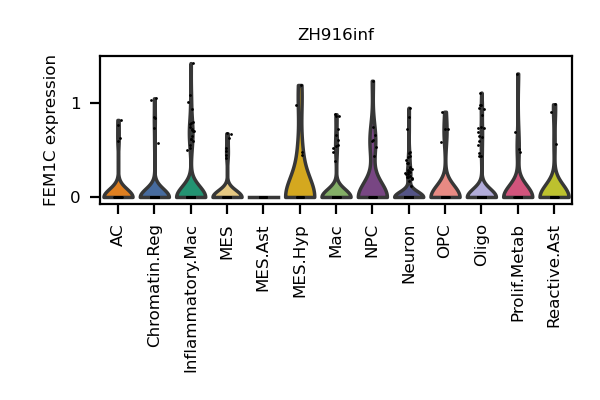 ZH916inf
FEM1C expression
1
0
AC
Chromatin.Reg
Inflammatory.Mac
MES
MES.Ast
MES.Hyp
Mac
NPC
Neuron
OPC
Oligo
Prolif.Metab
Reactive.Ast